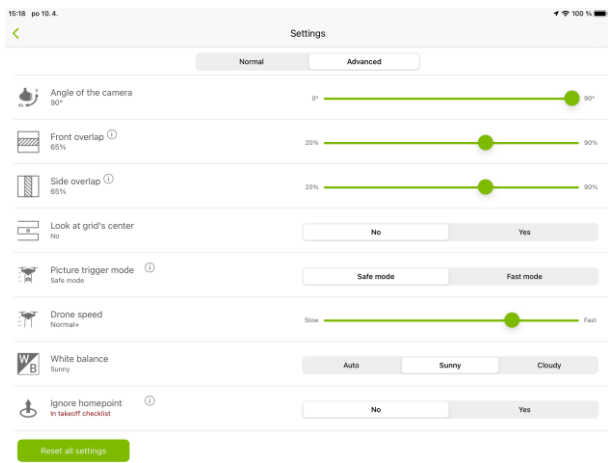 15:18 po 10. 4.
100 %
Settings
Normal Advanced
Angle of the camera
90°
0° 90°
Front overlap
65%
20% 90%
Side overlap
65%
20% 90%
Look at grid's center
No
No Yes
Picture trigger mode
Safe mode
Safe mode Fast mode
Drone speed
Normal+
Slow Fast
W/B
White balance
Sunny
Auto Sunny Cloudy
Ignore homepoint
In takeoff checklist
No Yes
Reset all settings